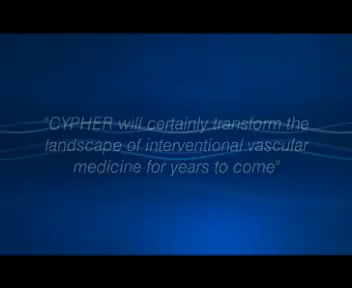 "CYPHER will certainly transform the
landscape of interventional vascular
medicine for years to come"